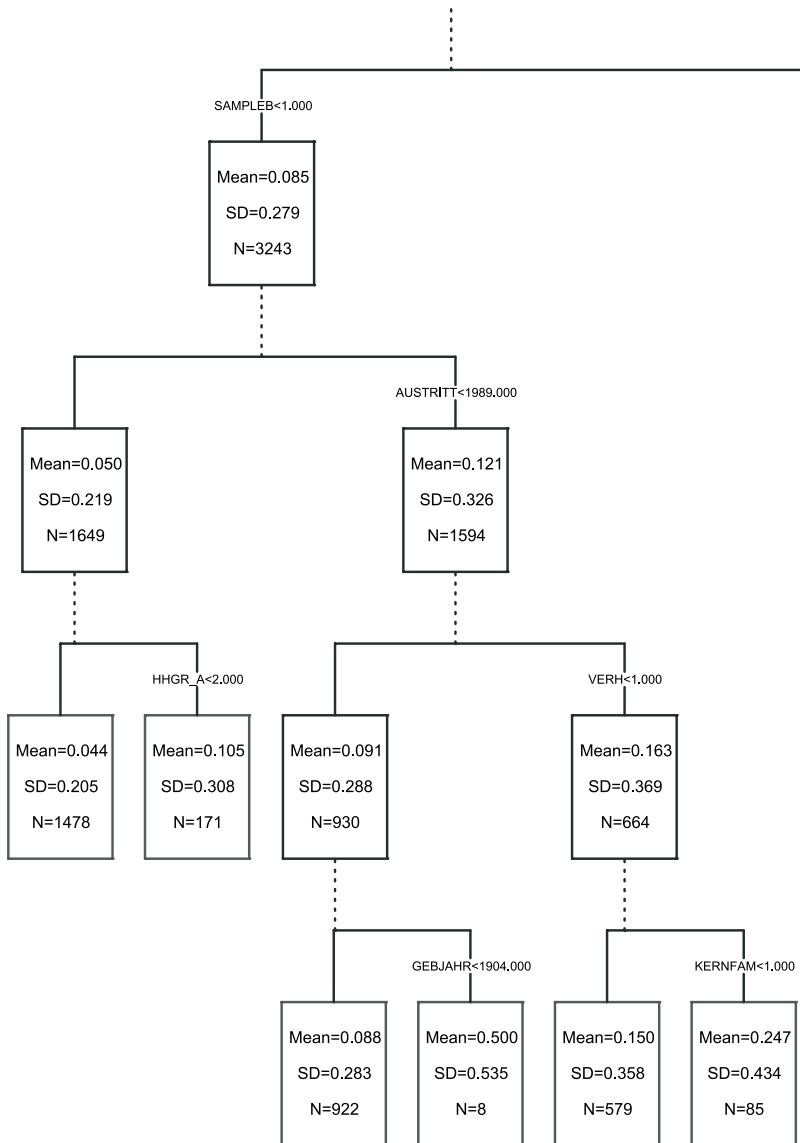 SAMPLEB<1.000
Mean=0.085
SD=0.279
N=3243
AUSTRITT<1989.000
Mean=0.050
SD=0.219
N=1649
Mean=0.121
SD=0.326
N=1594
HHGR_A<2.000
VERH<1.000
Mean=0.044
SD=0.205
N=1478
Mean=0.105
SD=0.308
N=171
Mean=0.091
SD=0.288
N=930
Mean=0.163
SD=0.369
N=664
GEBJAHR<1904.000
KERNFAM<1.000
Mean=0.088
SD=0.283
N=922
Mean=0.500
SD=0.535
N=8
Mean=0.150
SD=0.358
N=579
Mean=0.247
SD=0.434
N=85